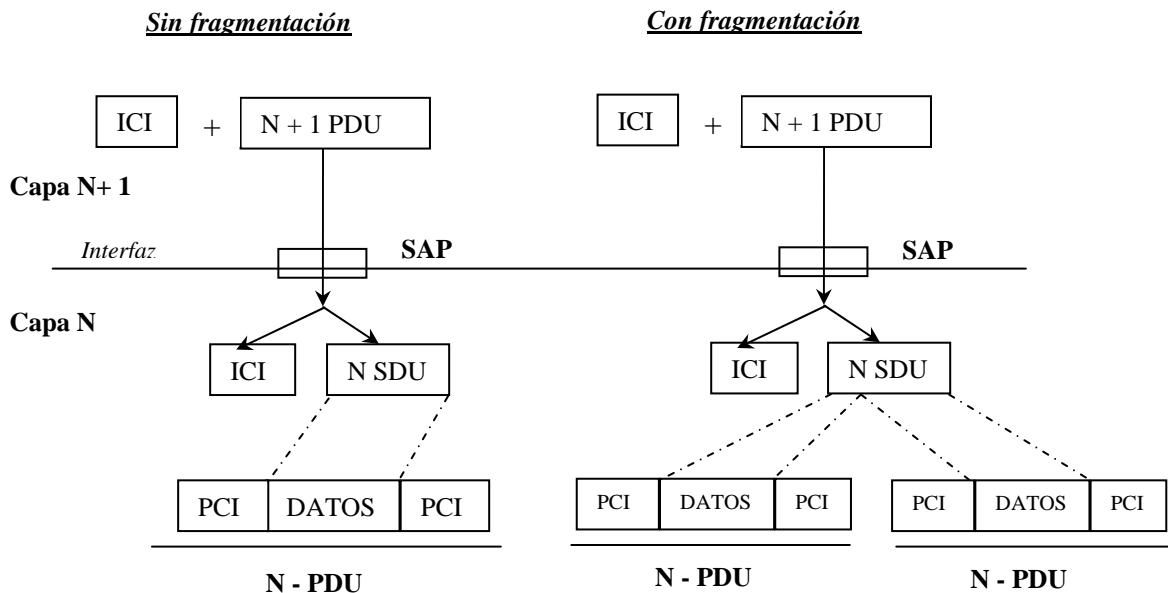 Sin fragmentación
Con fragmentación
ICI + N + 1 PDU
ICI + N + 1 PDU
Capa N+ 1
Interfaz
SAP
SAP
Capa N
ICI
N SDU
ICI
N SDU
PCI DATOS PCI
PCI DATOS PCI
PCI DATOS PCI
N - PDU
N - PDU
N - PDU